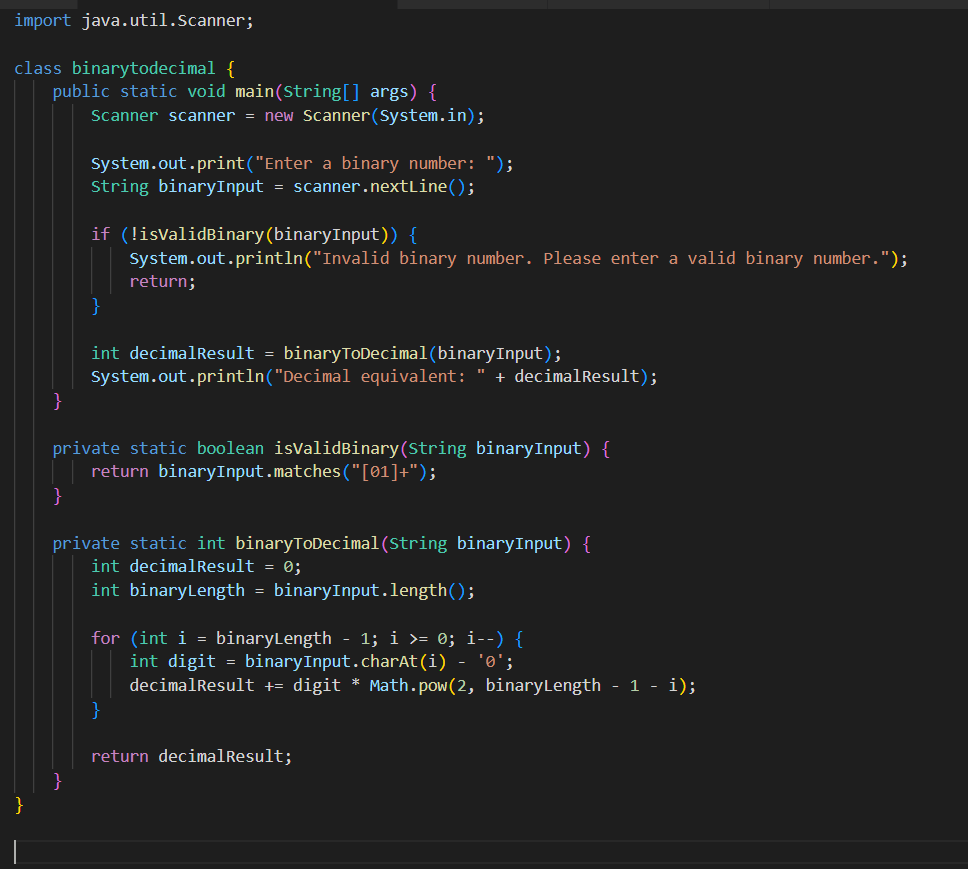 import java.util.Scanner;

class binarytodecimal {
    public static void main(String[] args) {
        Scanner scanner = new Scanner(System.in);

        System.out.print("Enter a binary number: ");
        String binaryInput = scanner.nextLine();

        if (!isValidBinary(binaryInput)) {
            System.out.println("Invalid binary number. Please enter a valid binary number.");
            return;
        }

        int decimalResult = binaryToDecimal(binaryInput);
        System.out.println("Decimal equivalent: " + decimalResult);
    }

    private static boolean isValidBinary(String binaryInput) {
        return binaryInput.matches("[01]+");
    }

    private static int binaryToDecimal(String binaryInput) {
        int decimalResult = 0;
        int binaryLength = binaryInput.length();

        for (int i = binaryLength - 1; i >= 0; i--) {
            int digit = binaryInput.charAt(i) - '0';
            decimalResult += digit * Math.pow(2, binaryLength - 1 - i);
        }

        return decimalResult;
    }
}